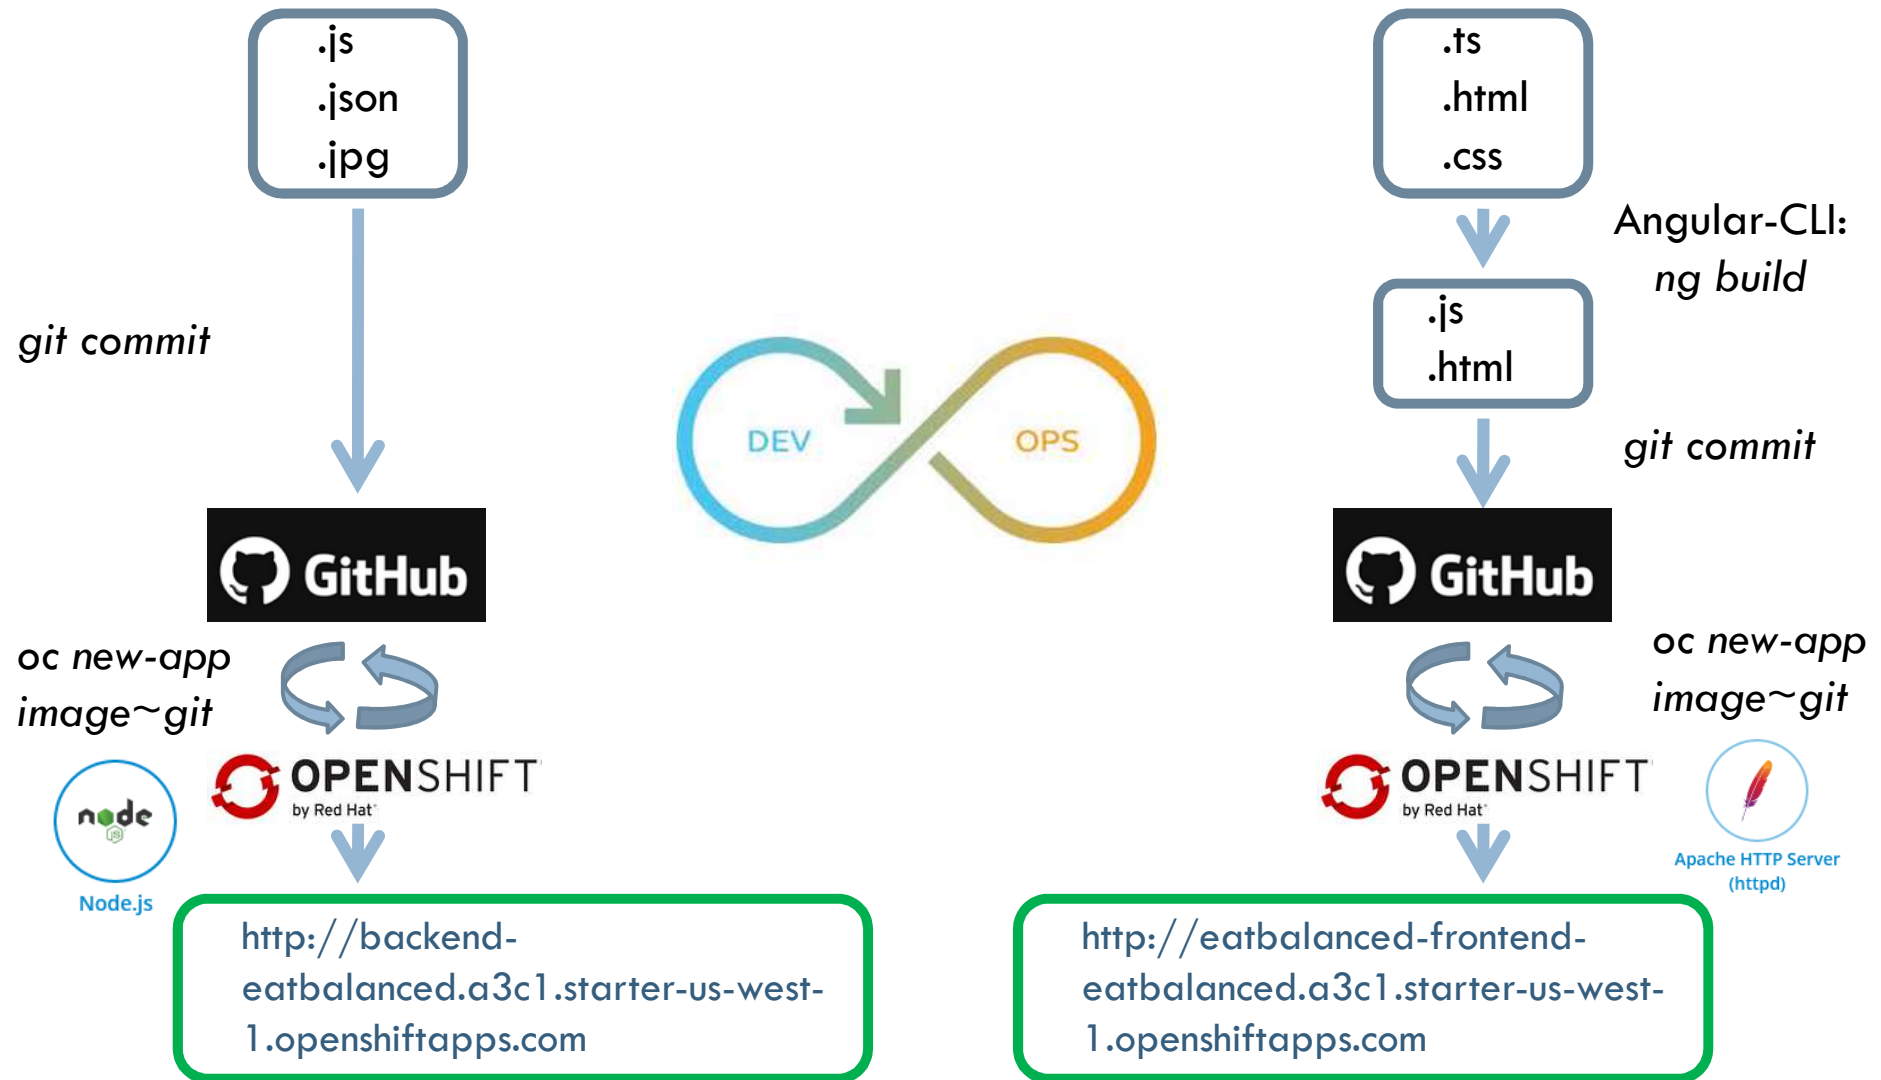 .js
.json
.jpg
git commit
GitHub
oc new-app
image~git
OPENSHIFT
by Red Hat
node
JS
Node.js
http://backend-
eatbalanced.a3c1.starter-us-west-
1.openshiftapps.com
DEV
OPS
.ts
.html
.css
Angular-CLI:
ng build
.js
.html
git commit
GitHub
oc new-app
image~git
OPENSHIFT
by Red Hat
Apache HTTP Server
(httpd)
http://eatbalanced-frontend-
eatbalanced.a3c1.starter-us-west-
1.openshiftapps.com